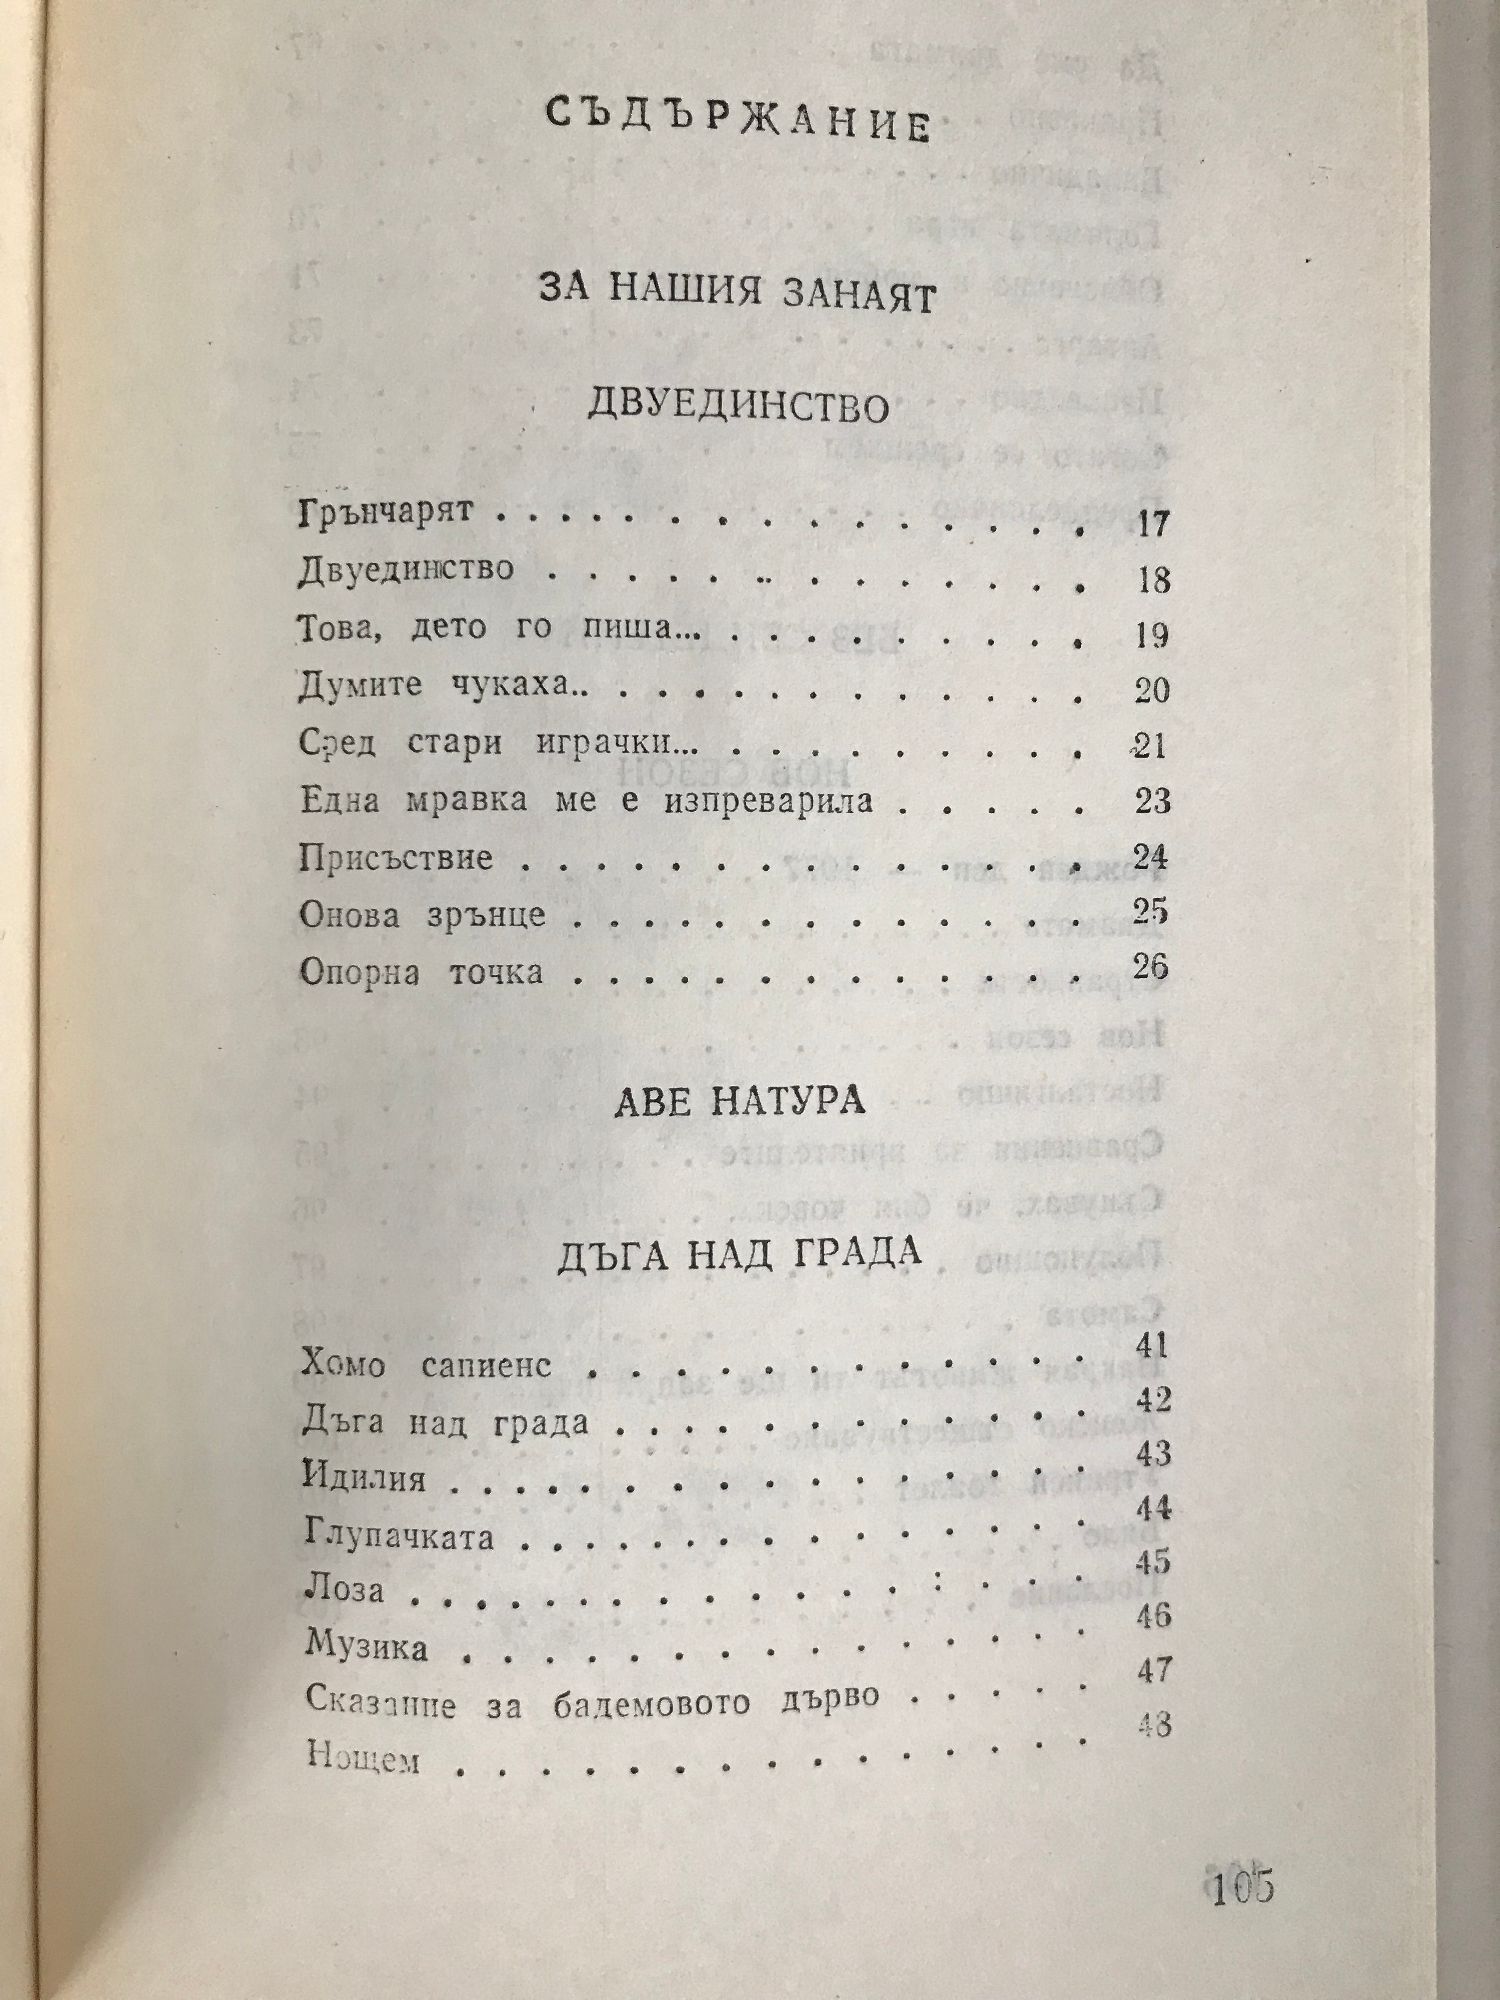 СЪДЪРЖАНИЕ
ЗА НАШИЯ ЗАНАЯТ
ДВУЕДИНСТВО
Грънчарят . . . . . . . . . . . . . . . 17
Двуединство . . . . . . . . . . . . . 18
Това, дето го пиша... . . . . . . . . . 19
Думите чукаха.. . . . . . . . . . . . 20
Сред стари играчки... . . . . . . . . . 21
Една мравка ме е изпреварила . . . . . 23
Присъствие . . . . . . . . . . . . . 24
Онова зрънце . . . . . . . . . . . . 25
Опорна точка . . . . . . . . . . . . 26
АВЕ НАТУРА
ДЪГА НАД ГРАДА
Хомо сапиенс . . . . . . . . . . . . 41
Дъга над града . . . . . . . . . . . 42
Идилия . . . . . . . . . . . . . . . 43
Глупачката . . . . . . . . . . . . . . 44
Лоза . . . . . . . . . . . . . : . . . 45
Музика . . . . . . . . . . . . . . . 46
Сказание за бадемовото дърво . . . . . 47
Нощем . . . . . . . . . . . . . . . 48
105